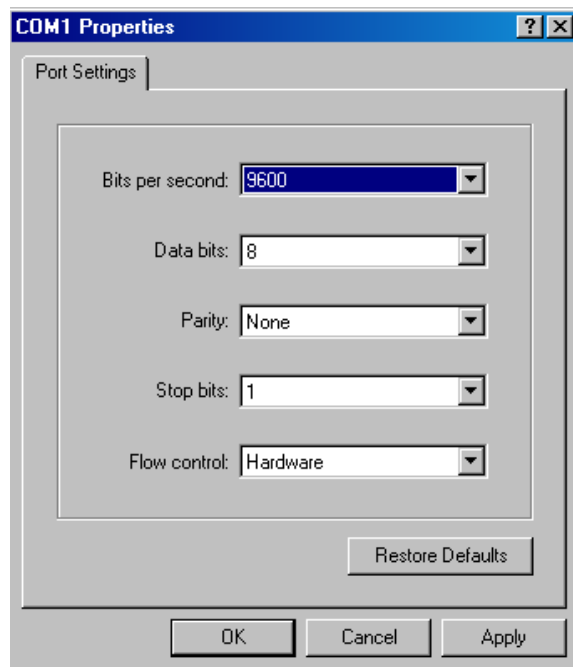 COM1 Properties
Port Settings
Bits per second: 9600
Data bits: 8
Parity: None
Stop bits: 1
Flow control: Hardware
Restore Defaults
OK Cancel Apply